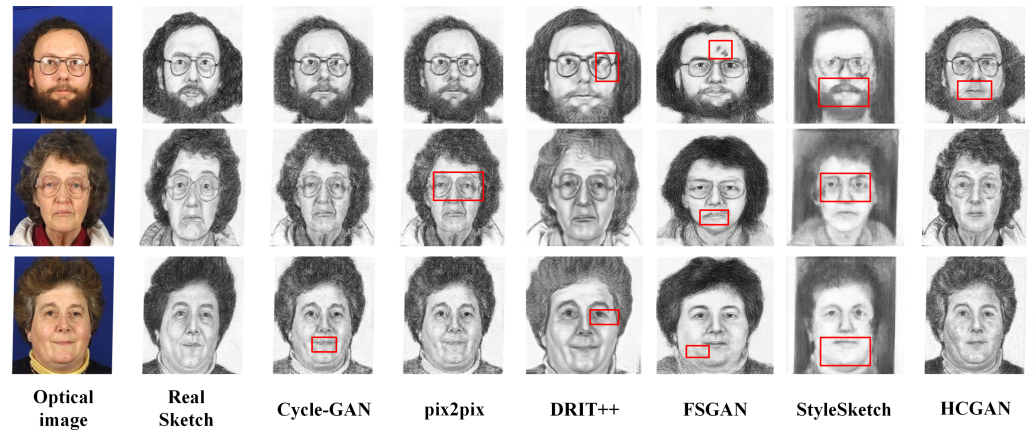 Optical
image
Real
Sketch
Cycle-GAN
pix2pix
DRIT++
FSGAN
StyleSketch
HCGAN